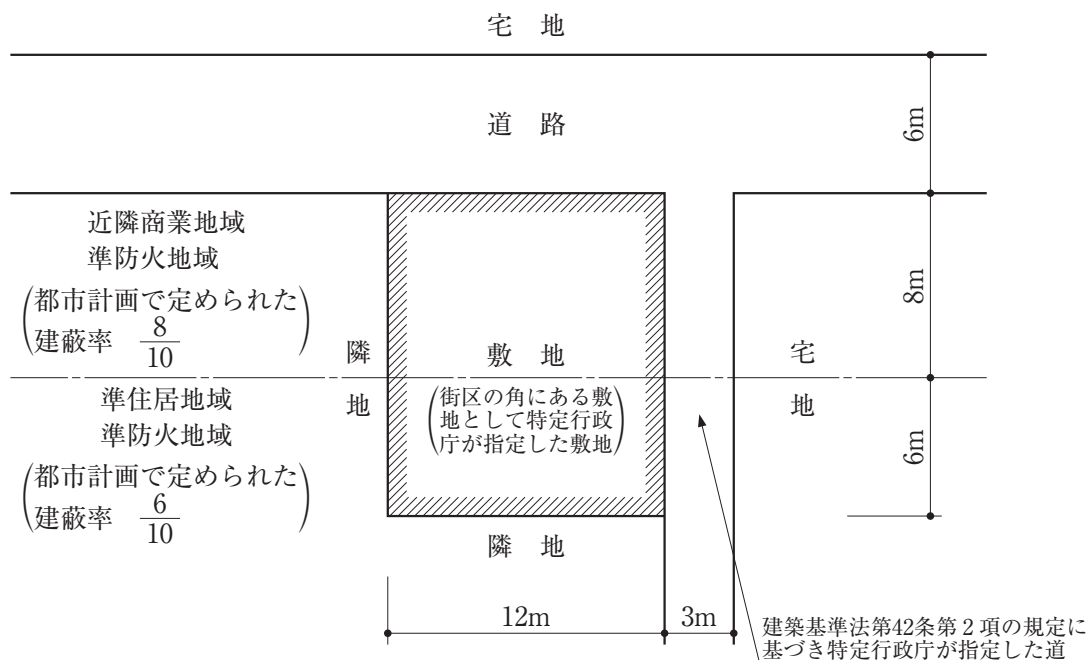 宅 地
道 路
6m
近隣商業地域
準防火地域
都市計画で定められた
建蔽率 8/10
8m
隣
地
敷 地
街区の角にある敷
地として特定行政
庁が指定した敷地
宅
地
準住居地域
準防火地域
都市計画で定められた
建蔽率 6/10
6m
隣 地
12m
3m
建築基準法第42条第2項の規定に
基づき特定行政庁が指定した道